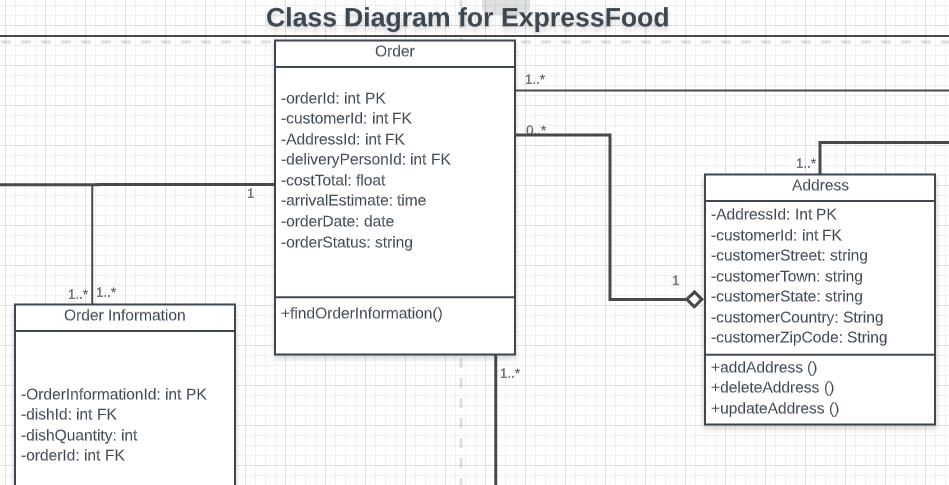 Class Diagram for ExpressFood
Order
-orderId: int PK
-customerId: int FK
-AddressId: int FK
-deliveryPersonId: int FK
-costTotal: float
-arrivalEstimate: time
-orderDate: date
-orderStatus: string
+findOrderInformation()
1..*
0..*
1
1..*
1..*
1..*
Order Information
-OrderInformationId: int PK
-dishId: int FK
-dishQuantity: int
-orderId: int FK
1
1..*
Address
-AddressId: Int PK
-customerId: int FK
-customerStreet: string
-customerTown: string
-customerState: string
-customerCountry: String
-customerZipCode: String
+addAddress ()
+deleteAddress ()
+updateAddress ()